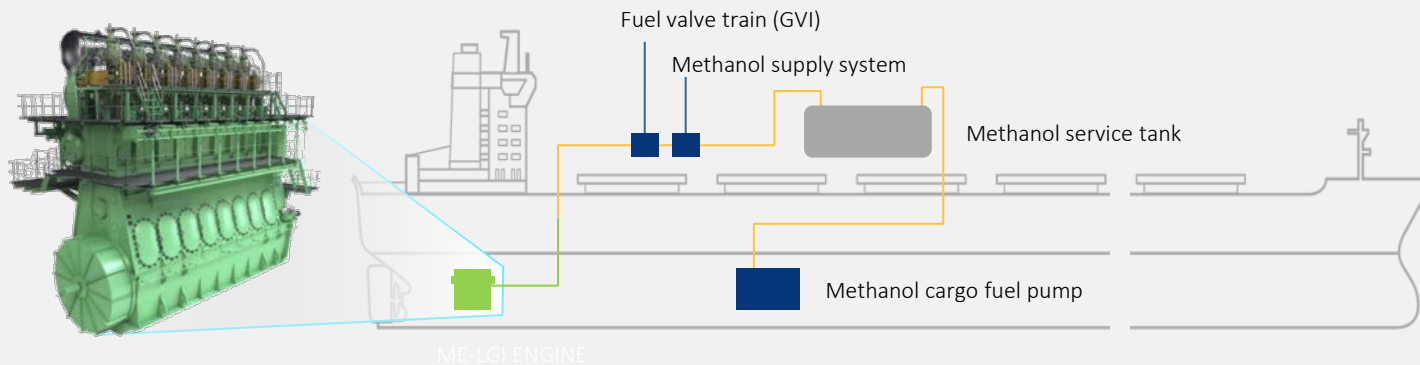 Fuel valve train (GVI)
Methanol supply system
Methanol service tank
Methanol cargo fuel pump
ME-LGI ENGINE